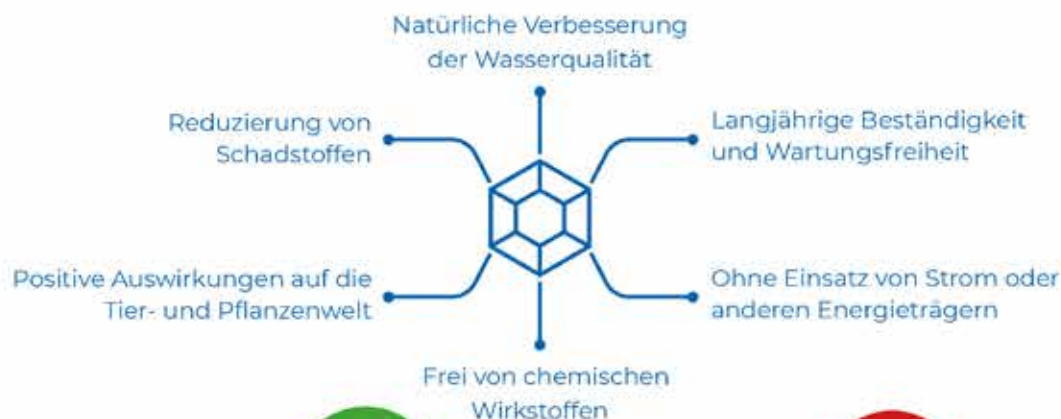 Natürliche Verbesserung
der Wasserqualität
Reduzierung von
Schadstoffen
Langjährige Beständigkeit
und Wartungsfreiheit
Positive Auswirkungen auf die
Tier- und Pflanzenwelt
Ohne Einsatz von Strom oder
anderen Energieträgern
Frei von chemischen
Wirkstoffen